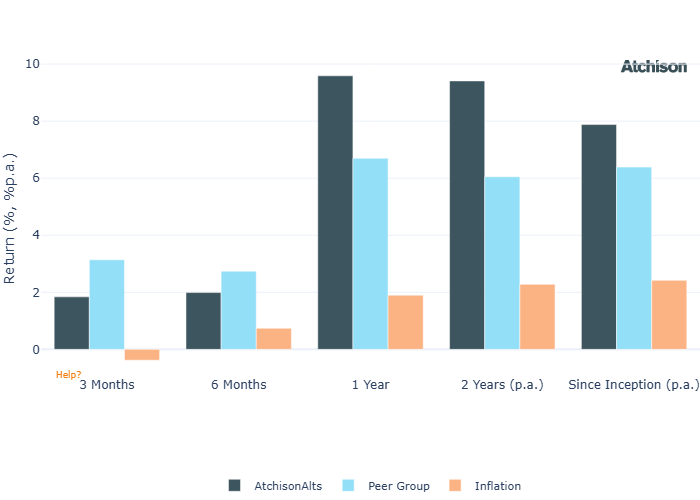 Atchison
10
8
6
4
2
0
Return (%, %p.a.)
Help?
3 Months
6 Months
1 Year
2 Years (p.a.)
Since Inception (p.a.)
AtchisonAlts
Peer Group
Inflation